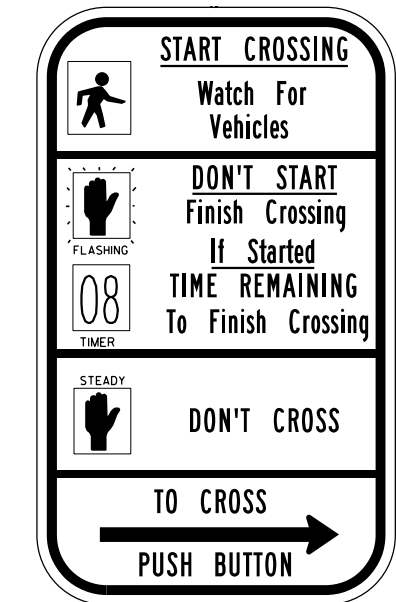 START CROSSING
Watch For
Vehicles
DON'T START
Finish Crossing
FLASHING
If Started
08
TIME REMAINING
To Finish Crossing
TIMER
STEADY
DON'T CROSS
TO CROSS
PUSH BUTTON